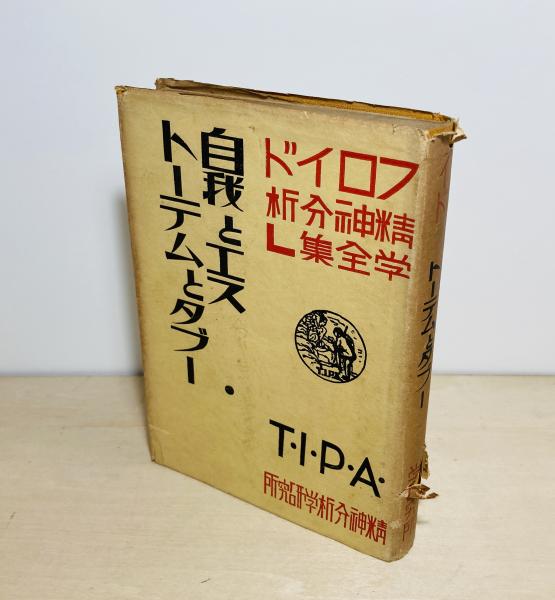 フロイド
精神分析
学全集 L
自我とエス・
トーテムとタブー
T·I·P·A·
精神分析学研究所
トーテムとタブー